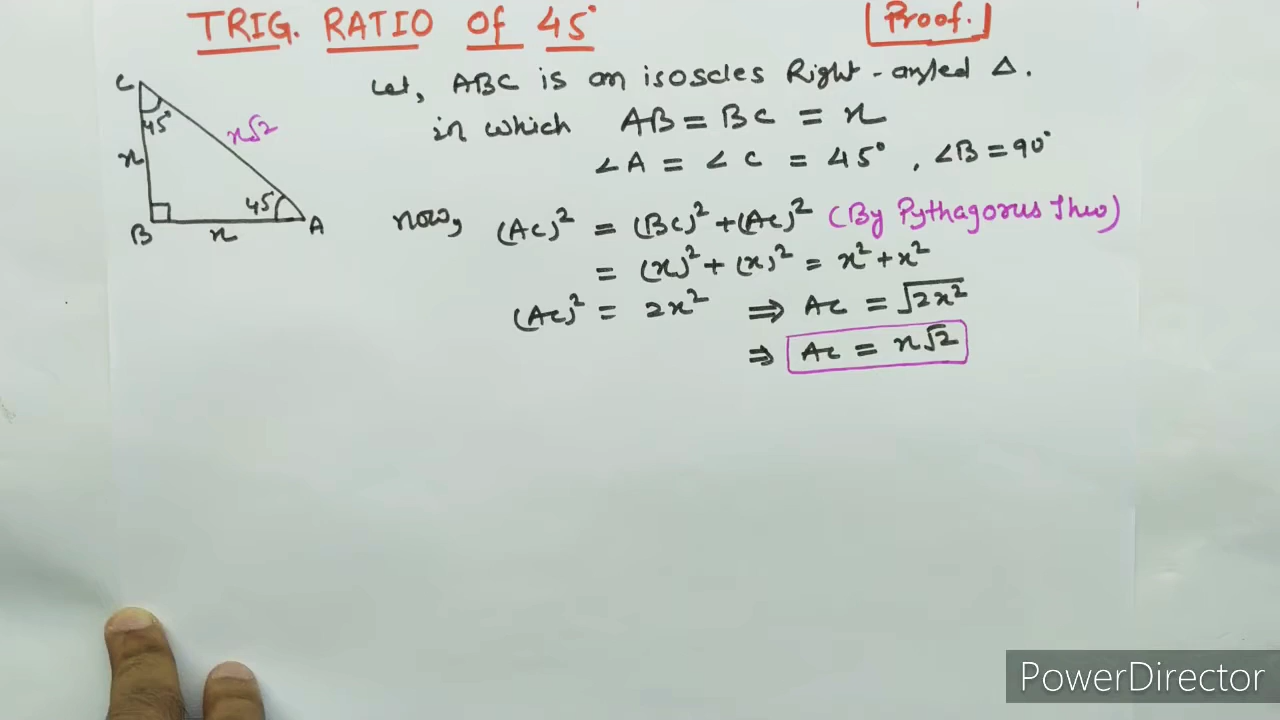 TRIG. RATIO Of 45°
[Proof.]
Let, ABC is an isoscles Right-angled Δ.
in which AB = BC = x
∠A = ∠C = 45°, ∠B = 90°
C
45°
x
x√2
45°
B
x
A
now, (AC)² = (BC)² + (AC)² (By Pythagorus Theo)
= (x)² + (x)² = x² + x²
(AC)² = 2x² ⇒ AC = √2x²
⇒ AC = x√2
PowerDirector